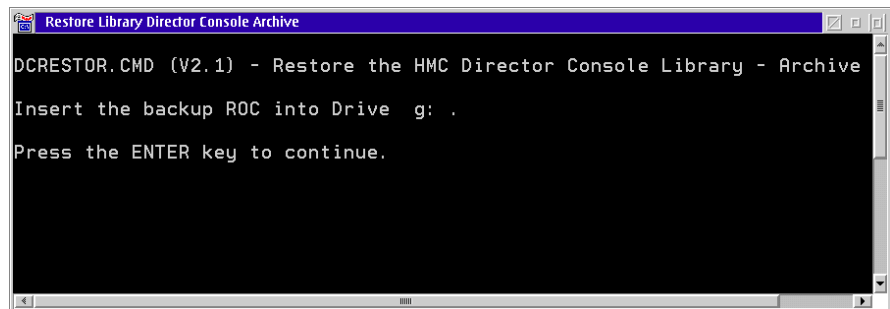 Restore Library Director Console Archive
DCRESTOR.CMD (V2.1) - Restore the HMC Director Console Library - Archive
Insert the backup ROC into Drive  g: .
Press the ENTER key to continue.